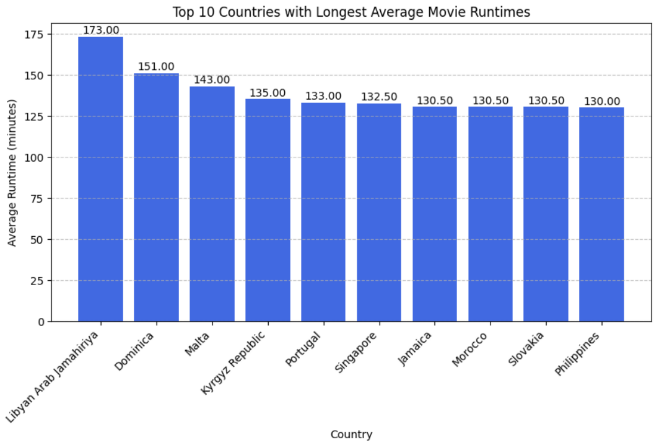 Top 10 Countries with Longest Average Movie Runtimes
Average Runtime (minutes)
175
150
125
100
75
50
25
0
173.00
151.00
143.00
135.00
133.00
132.50
130.50
130.50
130.50
130.00
Libyan Arab Jamahiriya
Dominica
Malta
Kyrgyz Republic
Portugal
Singapore
Jamaica
Morocco
Slovakia
Philippines
Country